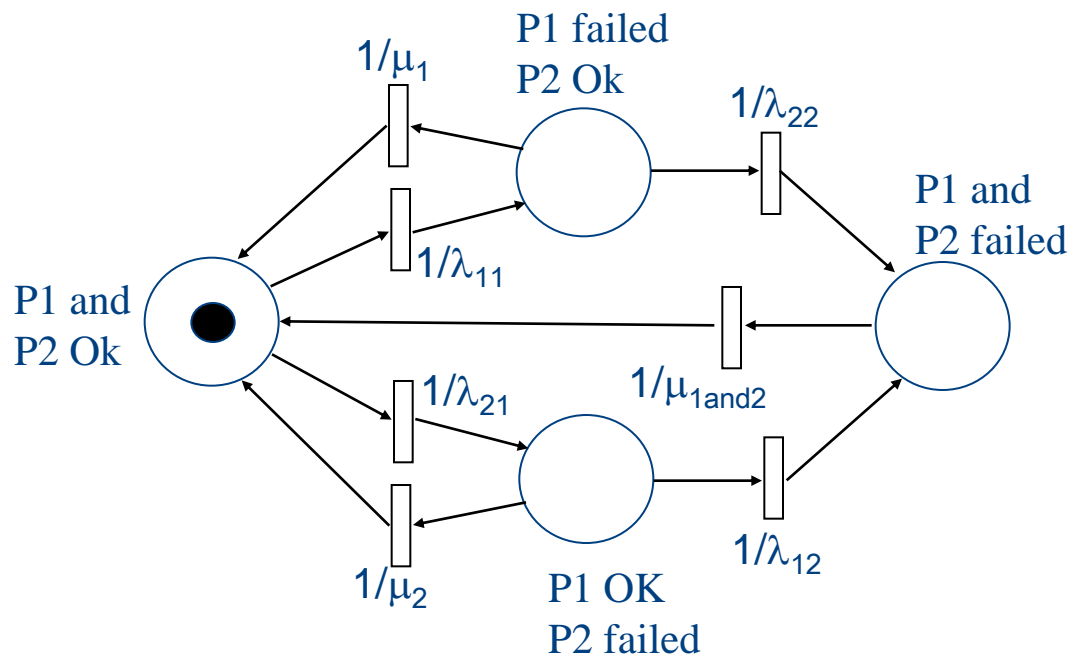 P1 failed
P2 Ok
1/μ₁
1/λ₂₂
P1 and
P2 failed
1/λ₁₁
P1 and
P2 Ok
1/λ₂₁
1/μ₁ₐₙd₂
1/λ₁₂
1/μ₂
P1 OK
P2 failed